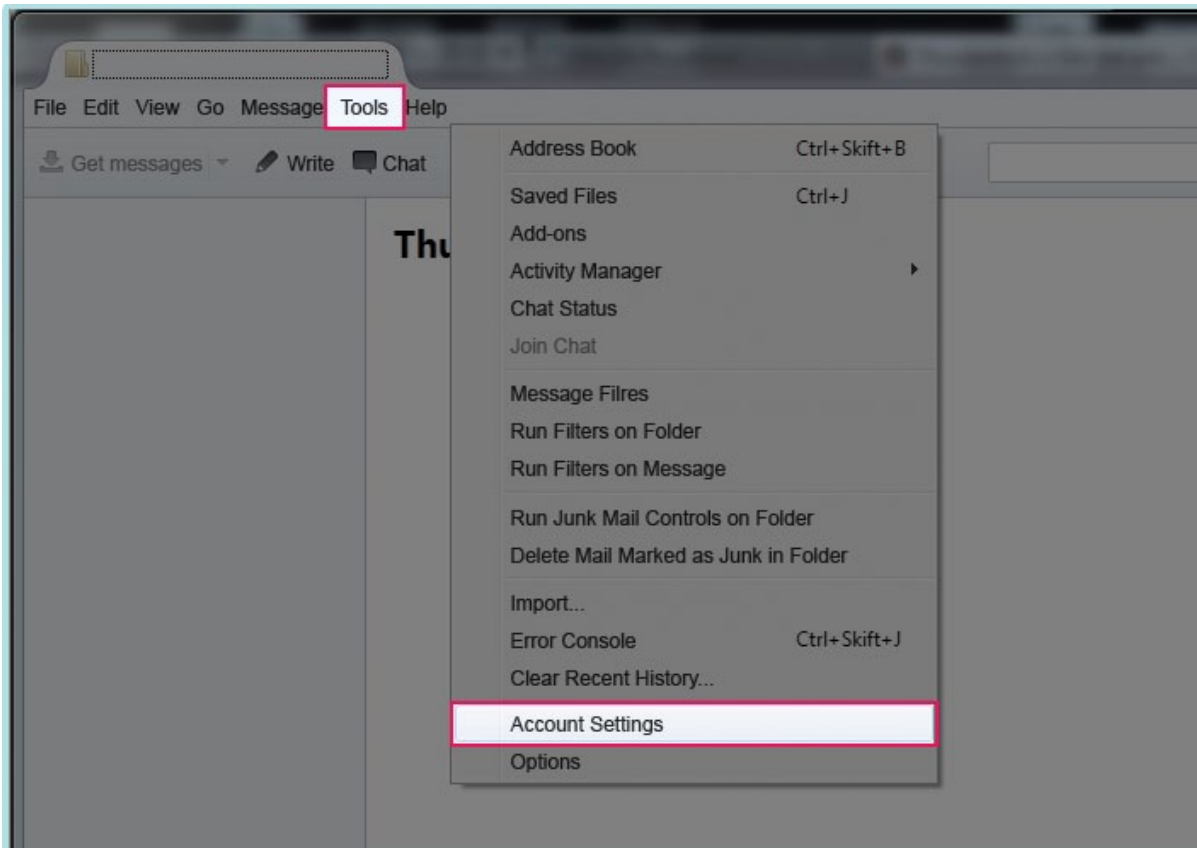 File Edit View Go Message Tools Help
Get messages Write Chat
Thu
Address Book Ctrl+Skift+B
Saved Files Ctrl+J
Add-ons
Activity Manager
Chat Status
Join Chat
Message Filres
Run Filters on Folder
Run Filters on Message
Run Junk Mail Controls on Folder
Delete Mail Marked as Junk in Folder
Import...
Error Console Ctrl+Skift+J
Clear Recent History...
Account Settings
Options